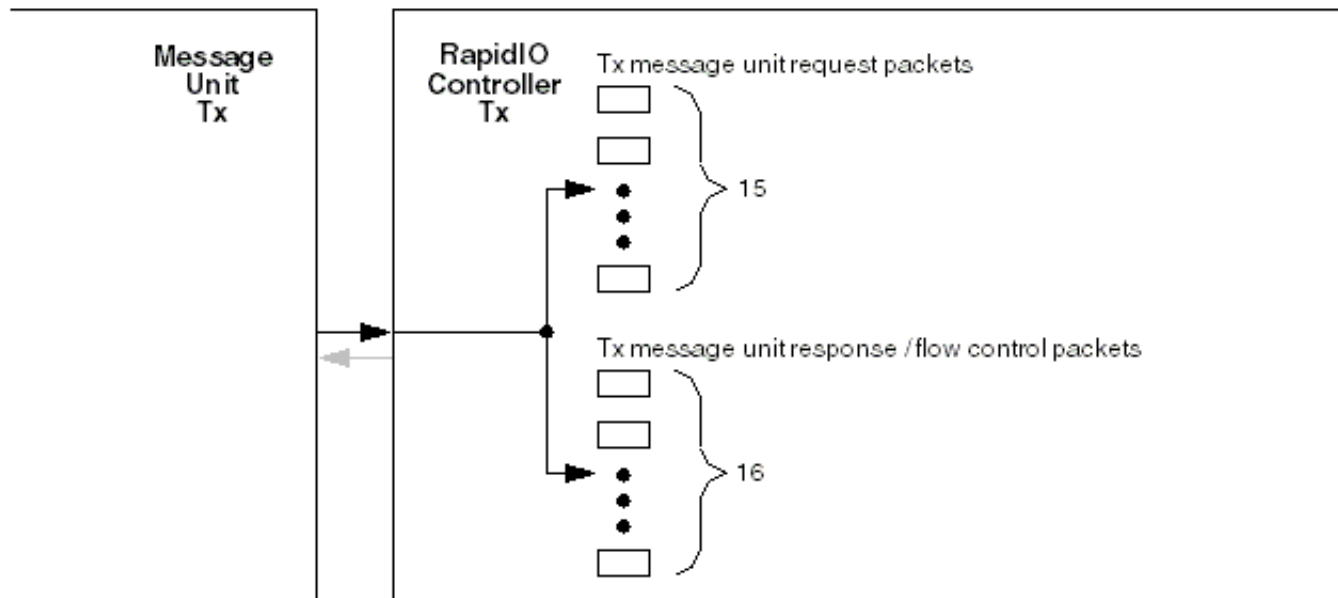 Message
Unit
Tx
RapidIO
Controller
Tx
Tx message unit request packets
15
Tx message unit response / flow control packets
16